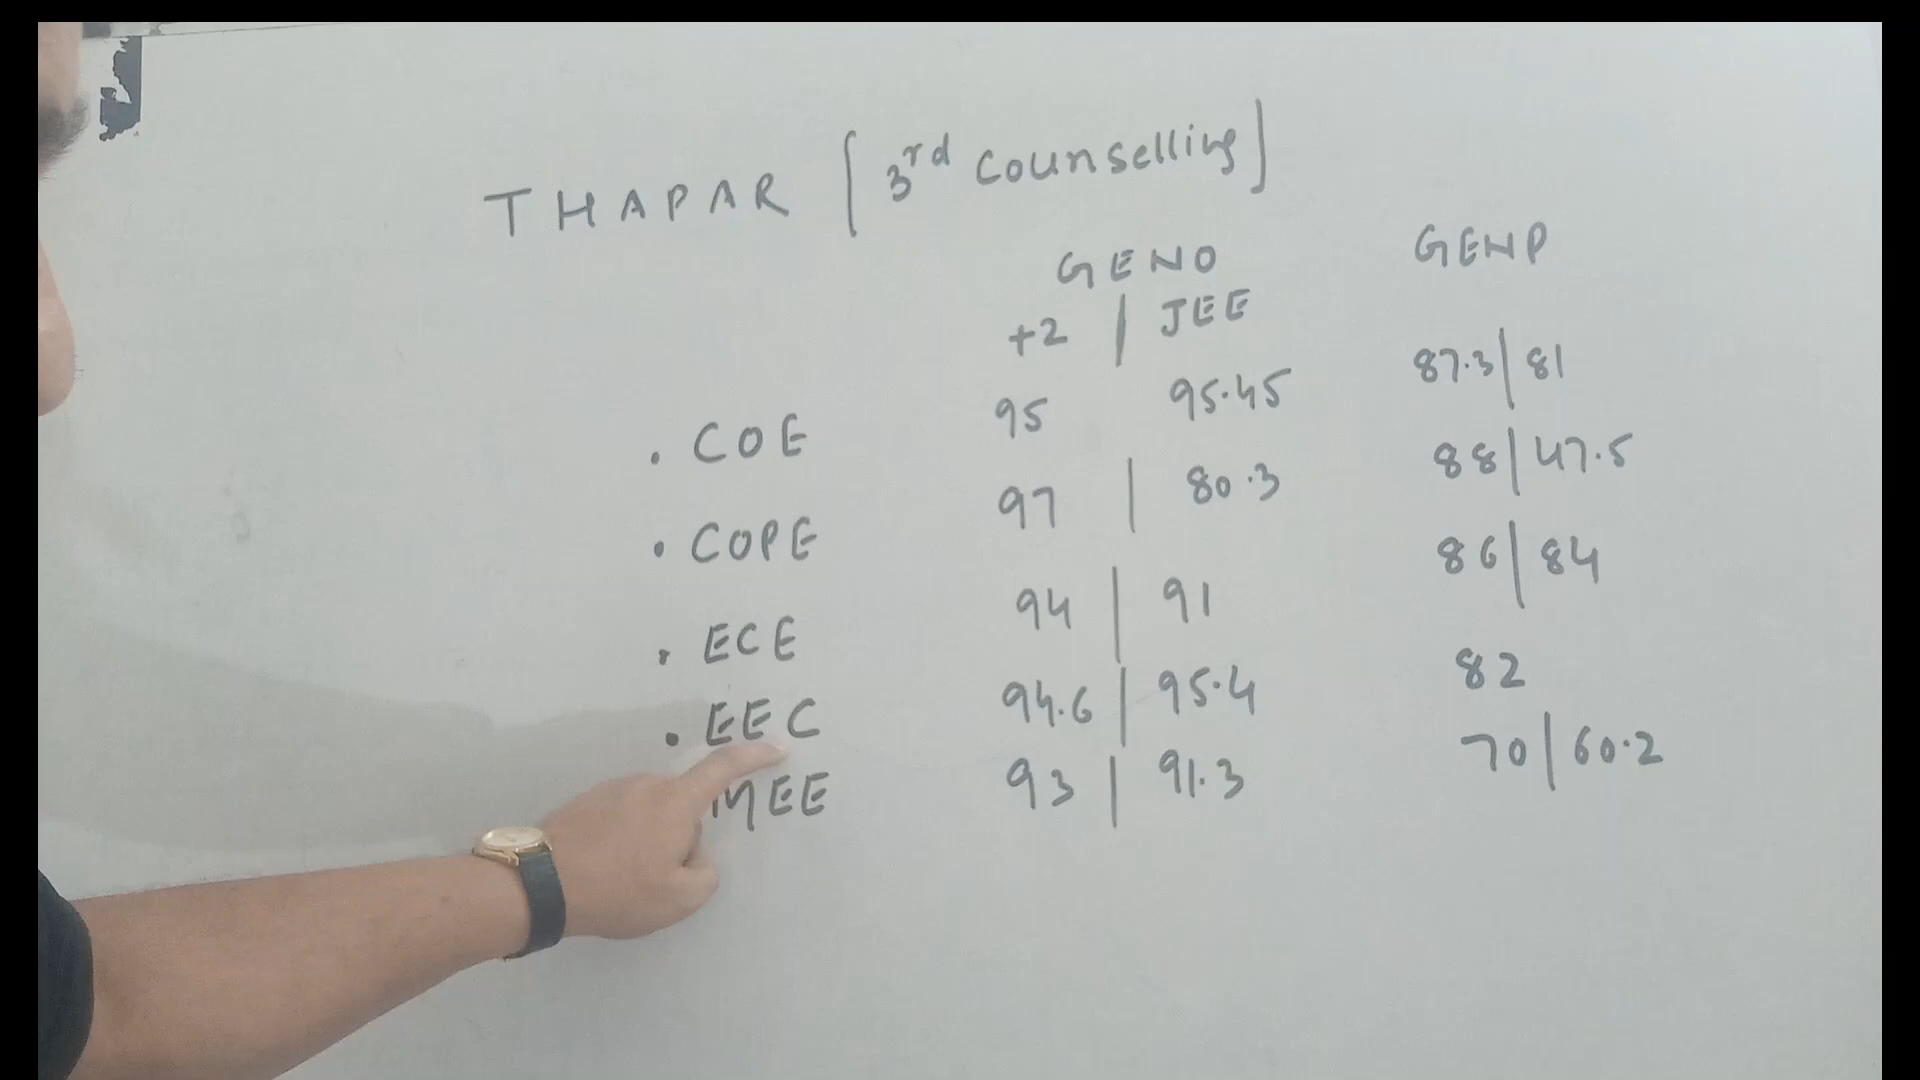 THAPAR [3rd Counselling]
GENO GENP
+2 | JEE
. COE 95 95.45 87.3 | 81
. COPE 97 | 80.3 88 | 47.5
. ECE 94 | 91 86 | 84
. EEC 94.6 | 95.4 82
MEE 93 | 91.3 70 | 60.2